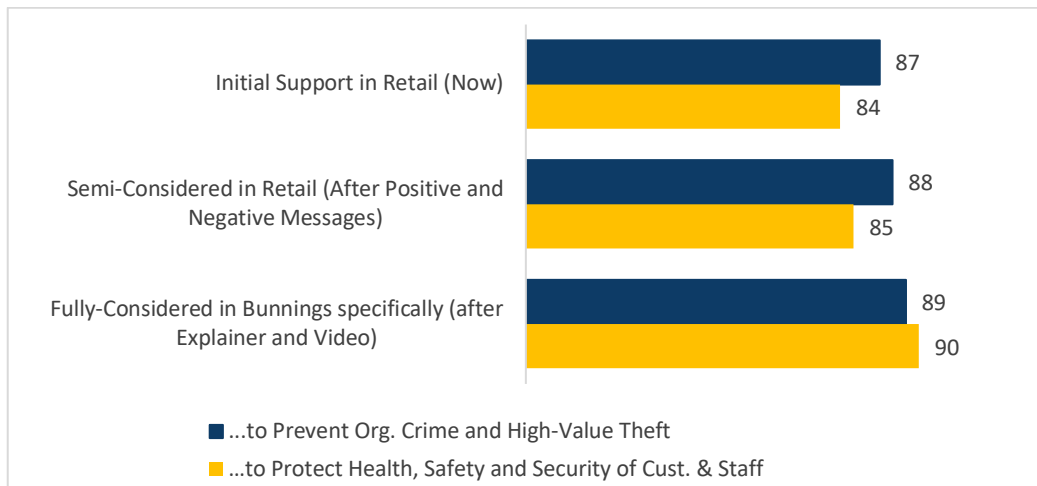 Initial Support in Retail (Now)
87
84
Semi-Considered in Retail (After Positive and
Negative Messages)
88
85
Fully-Considered in Bunnings specifically (after
Explainer and Video)
89
90
...to Prevent Org. Crime and High-Value Theft
...to Protect Health, Safety and Security of Cust. & Staff